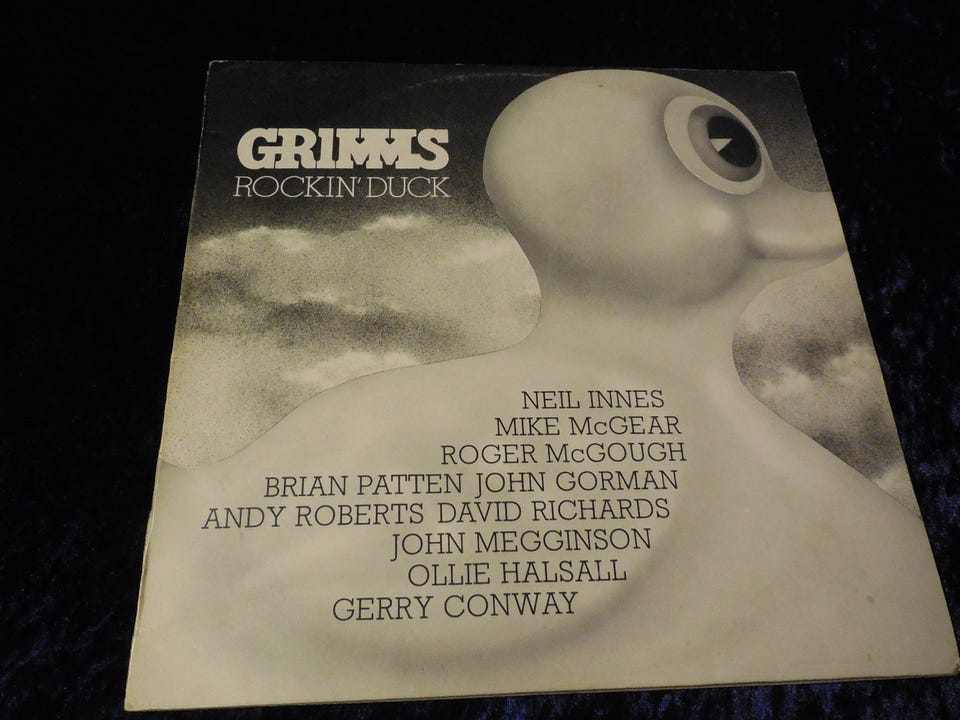 GRIMMS
ROCKIN' DUCK
NEIL INNES
MIKE McGEAR
ROGER McGOUGH
BRIAN PATTEN JOHN GORMAN
ANDY ROBERTS DAVID RICHARDS
JOHN MEGGINSON
OLLIE HALSALL
GERRY CONWAY